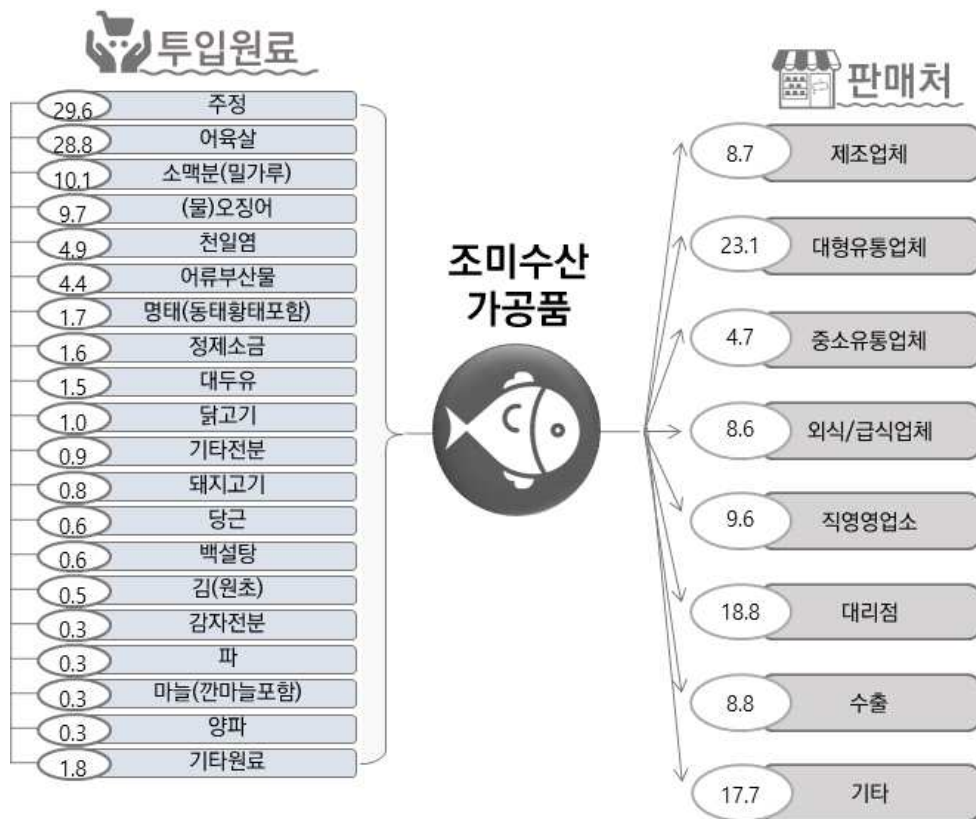 투입원료
29.6 주정
28.8 어육살
10.1 소맥분(밀가루)
9.7 (물)오징어
4.9 천일염
4.4 어류부산물
1.7 명태(동태황태포함)
1.6 정제소금
1.5 대두유
1.0 닭고기
0.9 기타전분
0.8 돼지고기
0.6 당근
0.6 백설탕
0.5 김(원초)
0.3 감자전분
0.3 파
0.3 마늘(깐마늘포함)
0.3 양파
1.8 기타원료
조미수산
가공품
판매처
8.7 제조업체
23.1 대형유통업체
4.7 중소유통업체
8.6 외식/급식업체
9.6 직영영업소
18.8 대리점
8.8 수출
17.7 기타